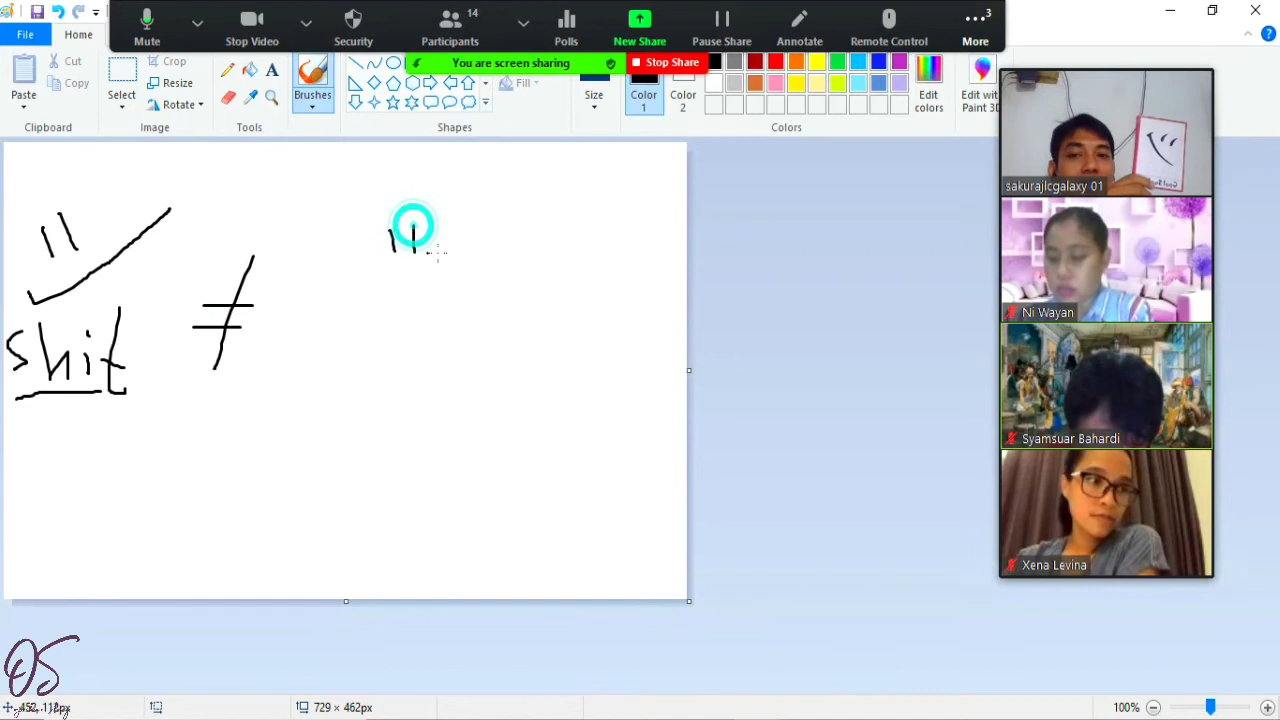 Mute
Stop Video
Security
14
Participants
Polls
New Share
Pause Share
Annotate
Remote Control
3
More
File
Home
You are screen sharing
Stop Share
Paste
Cut
Copy
Clipboard
Select
Crop
Resize
Rotate
Image
A
Tools
Brushes
Shapes
Fill
Size
Color 1
Color 2
Colors
Edit colors
Edit with Paint 3D
sakurajlcgalaxy 01
Ni Wayan
Syamsuar Bahardi
Xena Levina
shit
≠
OS
729 × 462px
100%